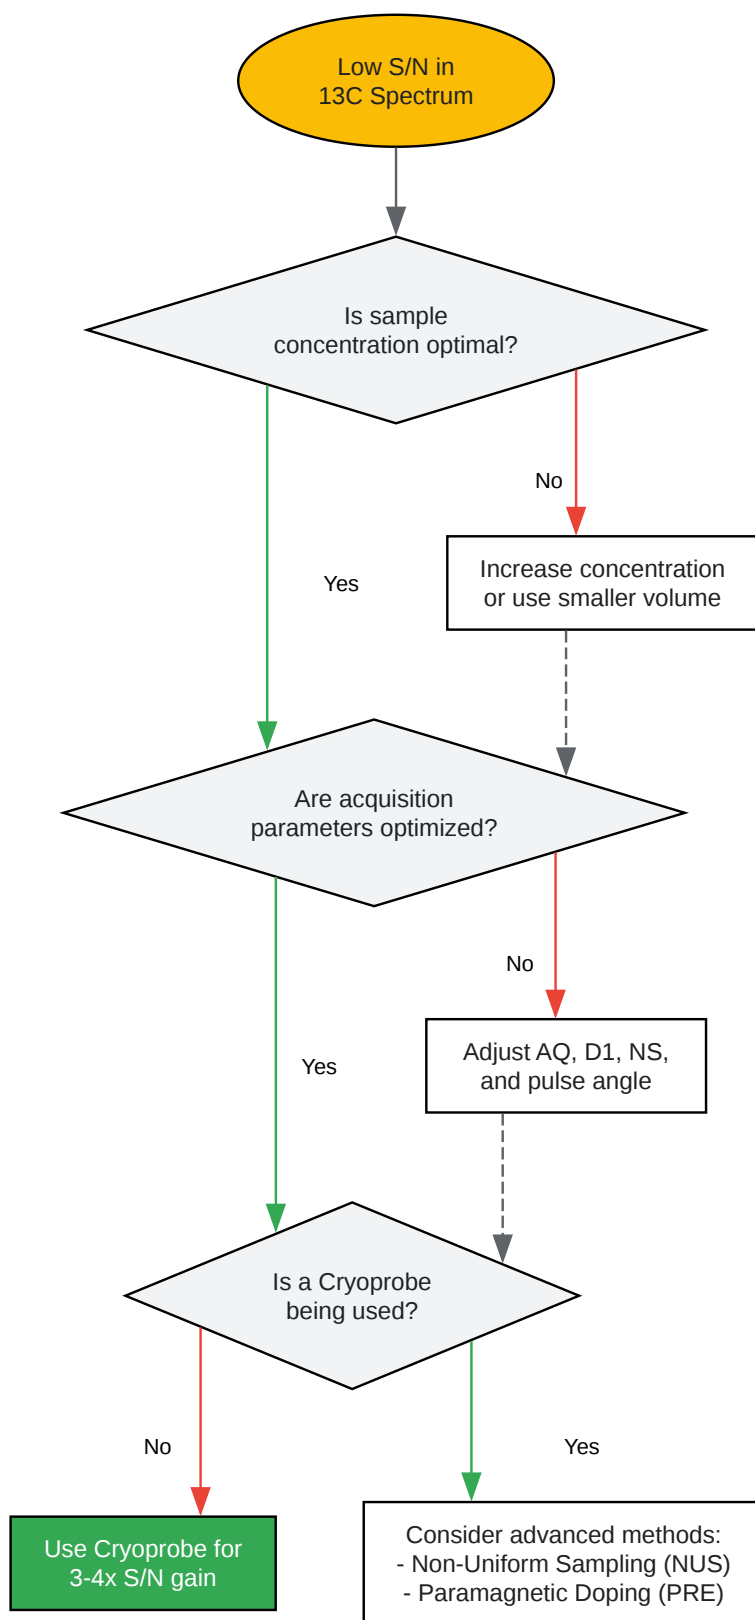 Low S/N in
13C Spectrum
Is sample
concentration optimal?
No
Yes
Increase concentration
or use smaller volume
Are acquisition
parameters optimized?
No
Yes
Adjust AQ, D1, NS,
and pulse angle
Is a Cryoprobe
being used?
No
Yes
Use Cryoprobe for
3-4x S/N gain
Consider advanced methods:
- Non-Uniform Sampling (NUS)
- Paramagnetic Doping (PRE)